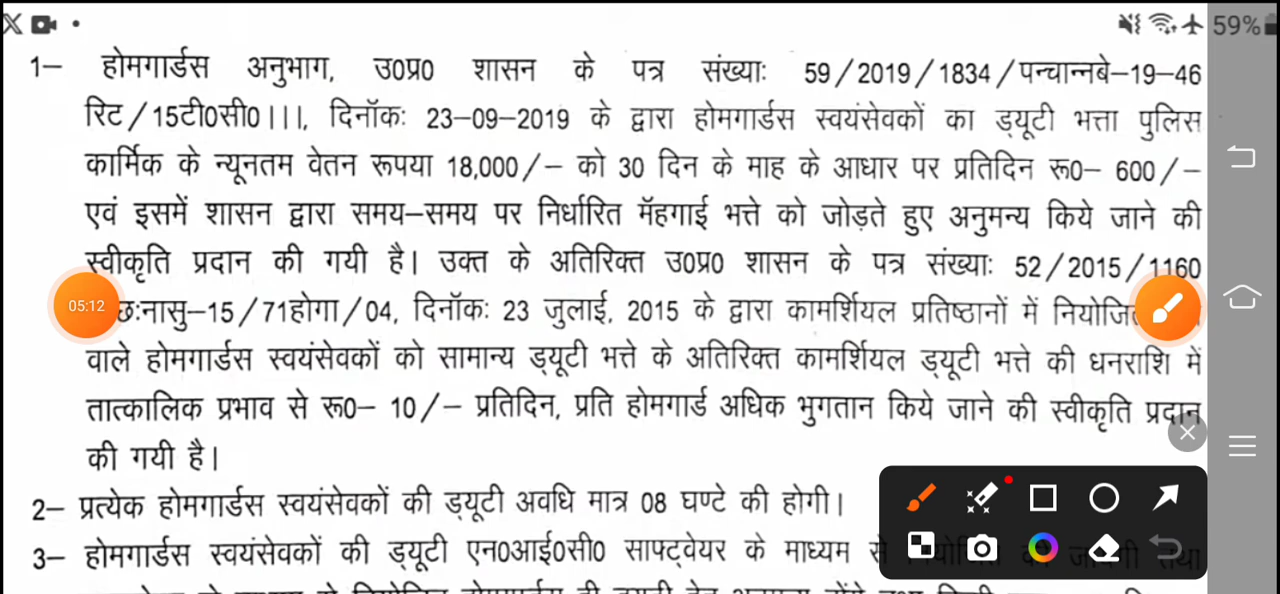 59%
1– होमगार्डस अनुभाग, उ0प्र0 शासन के पत्र संख्याः 59/2019/1834/पन्चान्नबे–19–46
रिट/15टी0सी0।।।, दिनॉकः 23–09–2019 के द्वारा होमगार्डस स्वयंसेवकों का ड्यूटी भत्ता पुलिस
कार्मिक के न्यूनतम वेतन रूपया 18,000/– को 30 दिन के माह के आधार पर प्रतिदिन रू0– 600/–
एवं इसमें शासन द्वारा समय–समय पर निर्धारित मॅहगाई भत्ते को जोड़ते हुए अनुमन्य किये जाने की
स्वीकृति प्रदान की गयी है। उक्त के अतिरिक्त उ0प्र0 शासन के पत्र संख्याः 52/2015/1160
05:12
छःनासु–15/71होगा/04, दिनॉकः 23 जुलाई, 2015 के द्वारा कामर्शियल प्रतिष्ठानों में
वाले होमगार्डस स्वयंसेवकों को सामान्य ड्यूटी भत्ते के अतिरिक्त कामर्शियल ड्यूटी भत्ते की धनराशि में
तात्कालिक प्रभाव से रू0– 10/– प्रतिदिन, प्रति होमगार्ड अधिक भुगतान किये जाने की स्वीकृति प्रदान
की गयी है।
2– प्रत्येक होमगार्डस स्वयंसेवकों की ड्यूटी अवधि मात्र 08 घण्टे की होगी।
3– होमगार्डस स्वयंसेवकों की ड्यूटी एन0आई0सी0 साफ्टवेयर के माध्यम से